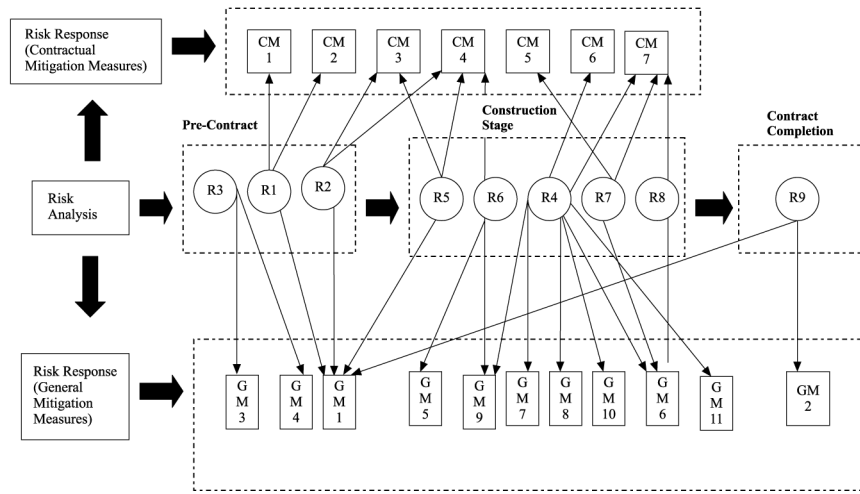 Risk Response
(Contractual
Mitigation Measures)
CM
1
CM
2
CM
3
CM
4
CM
5
CM
6
CM
7
Pre-Contract
Construction
Stage
Contract
Completion
Risk
Analysis
R3
R1
R2
R5
R6
R4
R7
R8
R9
Risk Response
(General
Mitigation
Measures)
G
M
3
G
M
4
G
M
1
G
M
5
G
M
9
G
M
7
G
M
8
G
M
10
G
M
6
G
M
11
GM
2